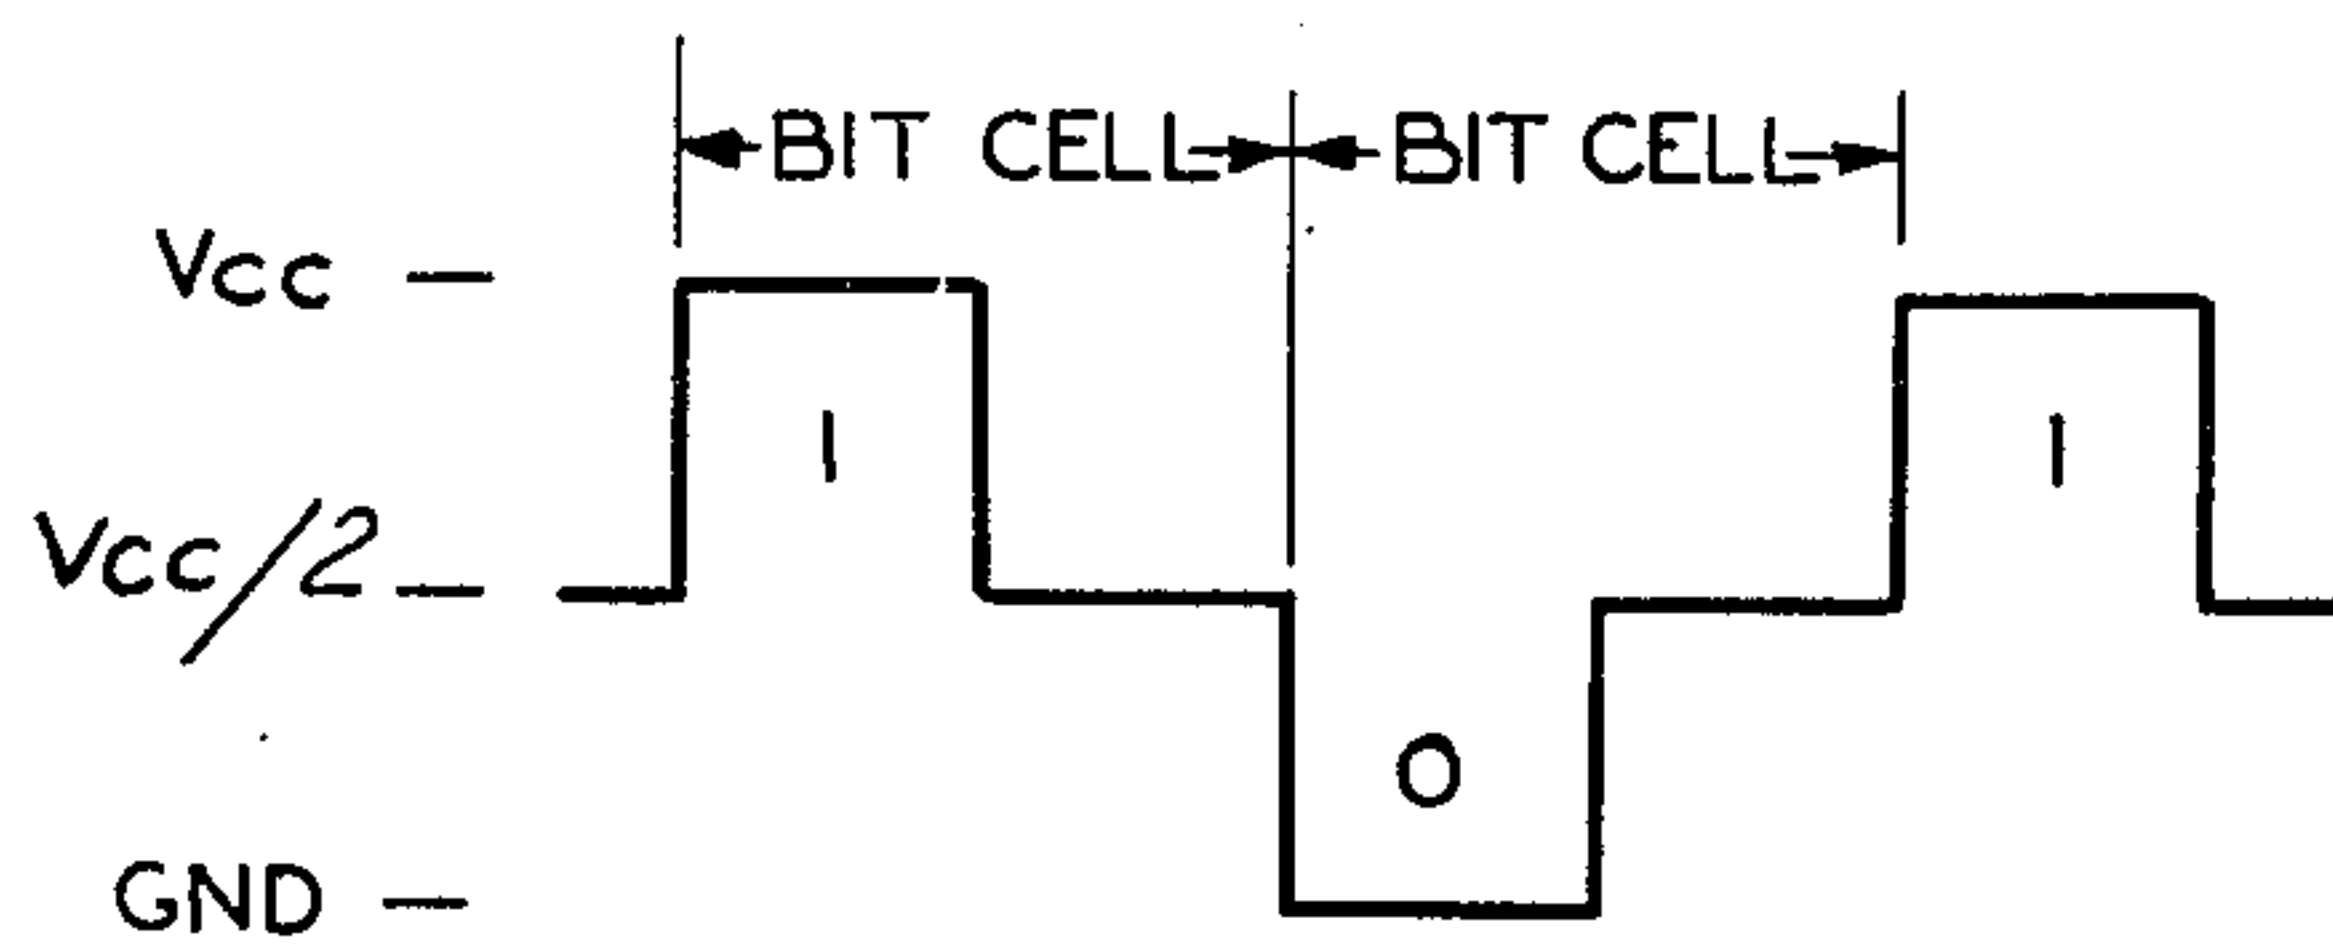 BIT CELL BIT CELL
Vcc
1 1
Vcc/2
0
GND